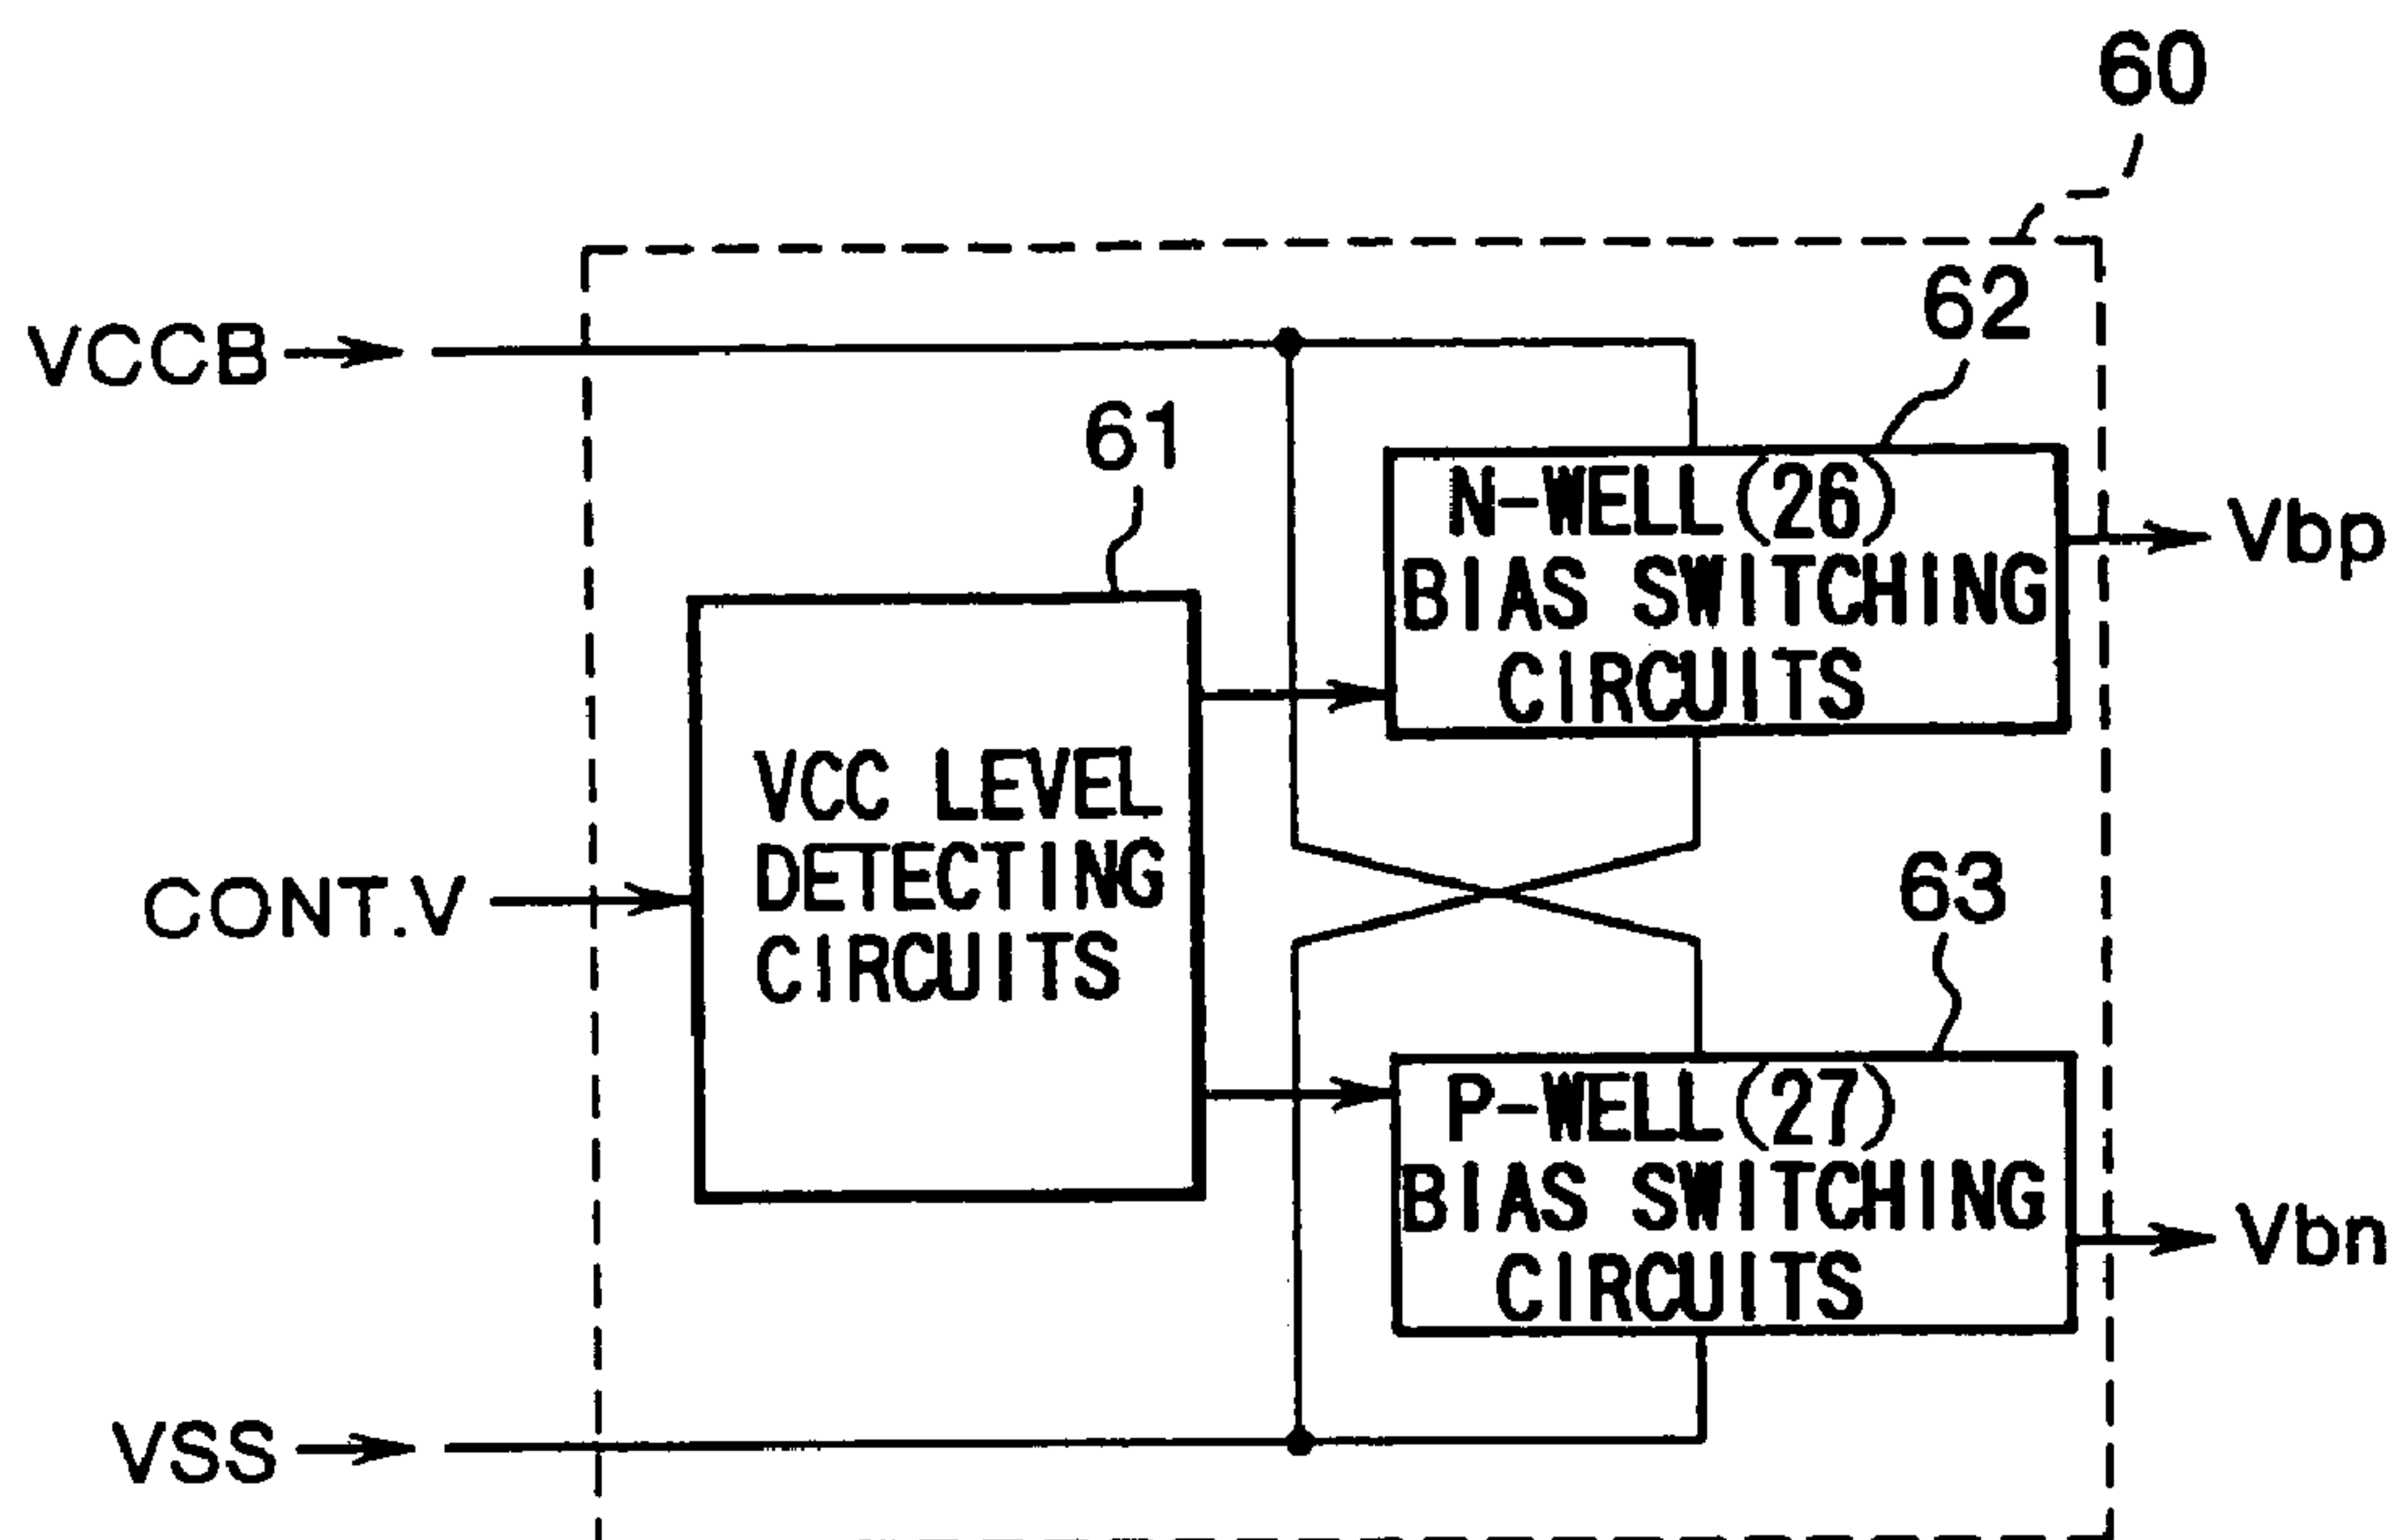 60
VCCB
62
61
N-WELL(26)
BIAS SWITCHING
CIRCUITS
Vbp
VCC LEVEL
DETECTING
CIRCUITS
CONT.V
63
P-WELL(27)
BIAS SWITCHING
CIRCUITS
Vbn
VSS